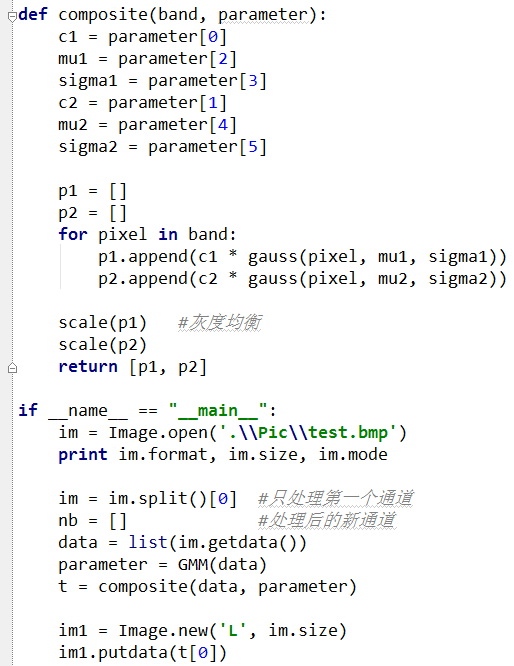 def composite(band, parameter):
    c1 = parameter[0]
    mu1 = parameter[2]
    sigma1 = parameter[3]
    c2 = parameter[1]
    mu2 = parameter[4]
    sigma2 = parameter[5]
    p1 = []
    p2 = []
    for pixel in band:
        p1.append(c1 * gauss(pixel, mu1, sigma1))
        p2.append(c2 * gauss(pixel, mu2, sigma2))
    scale(p1)   #灰度均衡
    scale(p2)
    return [p1, p2]
if __name__ == "__main__":
    im = Image.open('.\\Pic\\test.bmp')
    print im.format, im.size, im.mode
    im = im.split()[0]  #只处理第一个通道
    nb = []             #处理后的新通道
    data = list(im.getdata())
    parameter = GMM(data)
    t = composite(data, parameter)
    im1 = Image.new('L', im.size)
    im1.putdata(t[0])